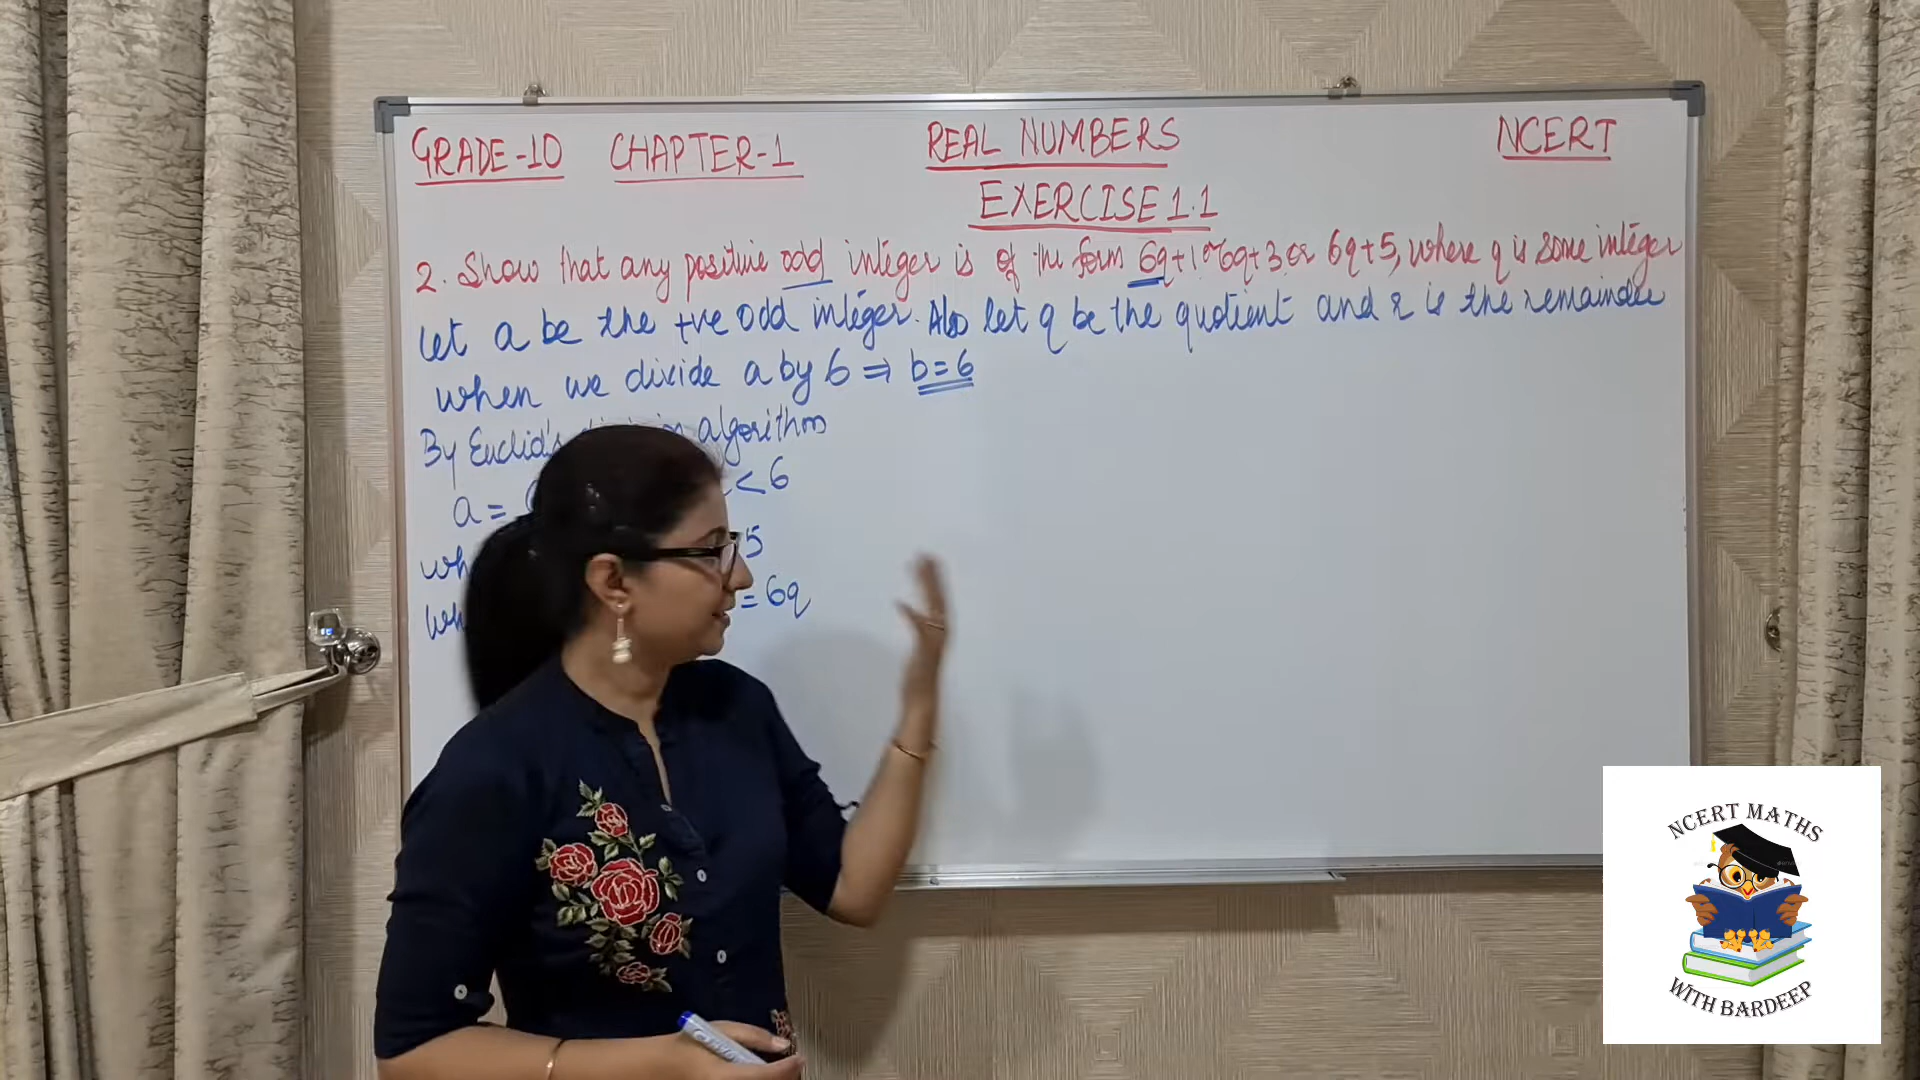 GRADE-10 CHAPTER-1 REAL NUMBERS NCERT
EXERCISE 1.1
2. Show that any positive odd integer is of the form 6q+1 or 6q+3 or 6q+5, where q is some integer
Let a be the +ve odd integer. Also let q be the quotient and r is the remainder
when we divide a by 6 ⇒ b=6
By Euclid's algorithm
a = < 6
5
= 6q
NCERT MATHS
WITH BARDEEP